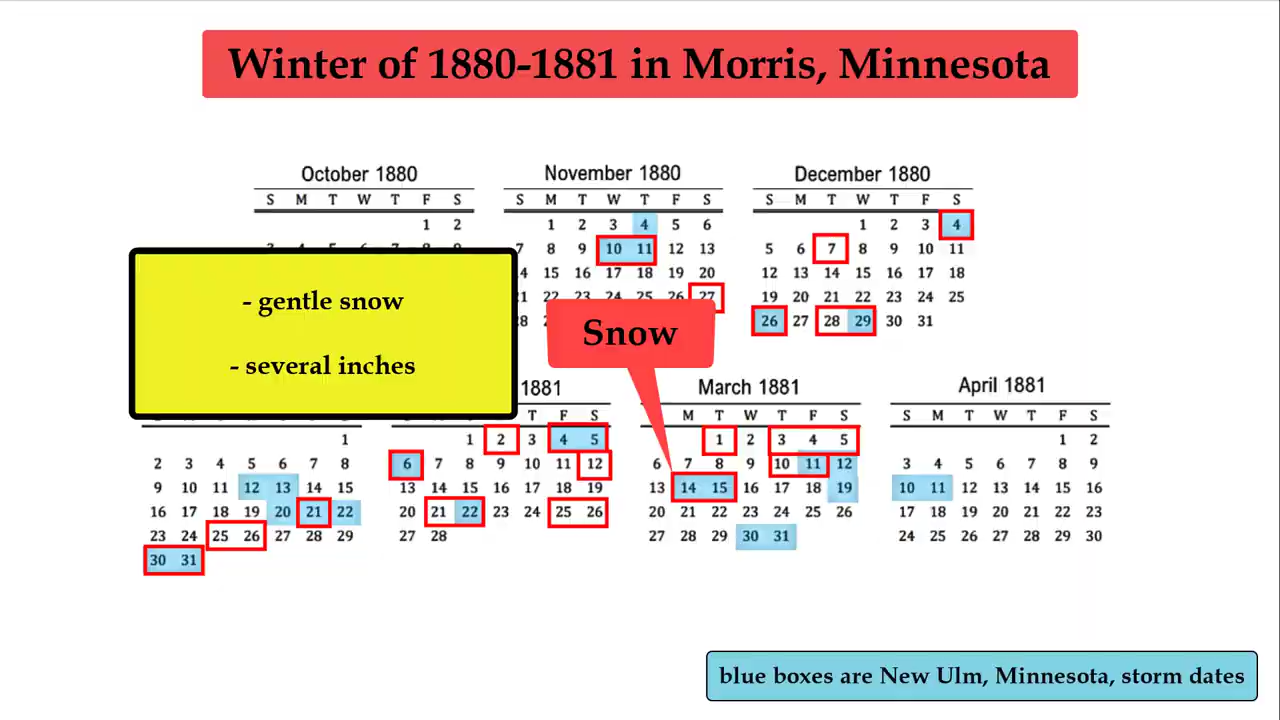 Winter of 1880-1881 in Morris, Minnesota
October 1880
S M T W T F S
1 2
November 1880
S M T W T F S
1 2 3 4 5 6
7 8 9 10 11 12 13
14 15 16 17 18 19 20
21 22 23 24 25 26 27
28
December 1880
S M T W T F S
1 2 3 4
5 6 7 8 9 10 11
12 13 14 15 16 17 18
19 20 21 22 23 24 25
26 27 28 29 30 31
- gentle snow
- several inches
Snow
1
2 3 4 5 6 7 8
9 10 11 12 13 14 15
16 17 18 19 20 21 22
23 24 25 26 27 28 29
30 31
1881
T F S
1 2 3 4 5
6 7 8 9 10 11 12
13 14 15 16 17 18 19
20 21 22 23 24 25 26
27 28
March 1881
M T W T F S
1 2 3 4 5
6 7 8 9 10 11 12
13 14 15 16 17 18 19
20 21 22 23 24 25 26
27 28 29 30 31
April 1881
S M T W T F S
1 2
3 4 5 6 7 8 9
10 11 12 13 14 15 16
17 18 19 20 21 22 23
24 25 26 27 28 29 30
blue boxes are New Ulm, Minnesota, storm dates